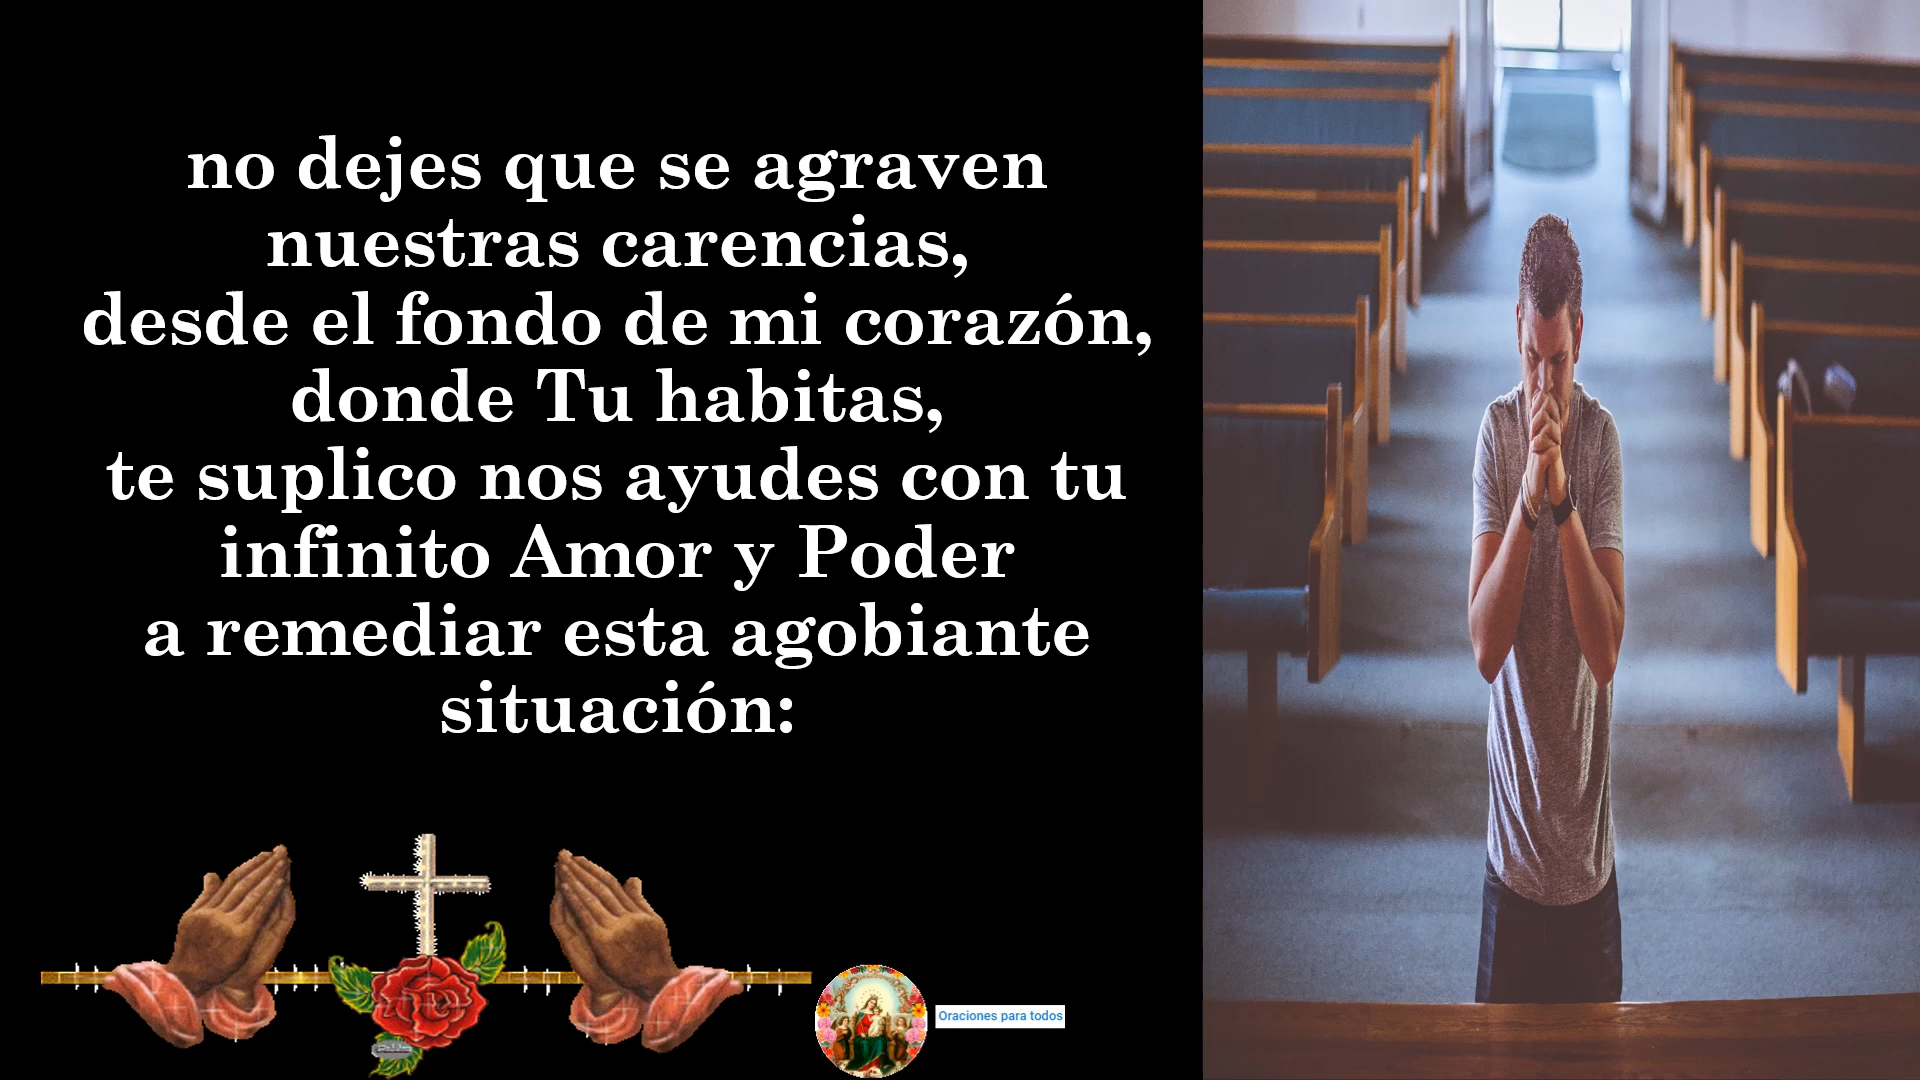 no dejes que se agraven
nuestras carencias,
desde el fondo de mi corazón,
donde Tu habitas,
te suplico nos ayudes con tu
infinito Amor y Poder
a remediar esta agobiante
situación:
Oraciones para todos